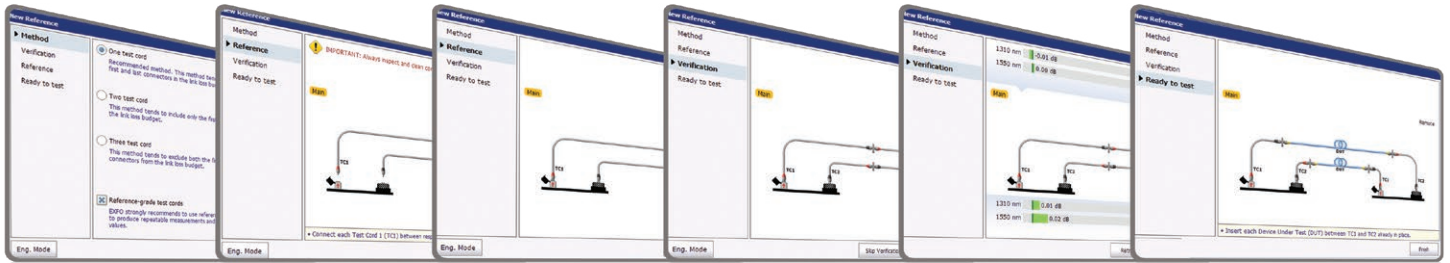 New Reference
Method
Verification
Reference
Ready to test
One test cord
Recommended method. This method tends
first and last connectors in the link loss bud
Two test cord
This method tends to include only the firs
the link loss budget.
Three test cord
This method tends to exclude both the fi
connectors from the link loss budget.
Reference-grade test cords
EXFO strongly recommends to use referen
to produce repeatable measurements and
values.
Eng. Mode
New Reference
Method
Reference
Verification
Ready to test
IMPORTANT: Always inspect and clean con
Main
TC1
• Connect each Test Cord 1 (TC1) between resp
Eng. Mode
New Reference
Method
Reference
Verification
Ready to test
Main
Eng. Mode
New Reference
Method
Reference
Verification
Ready to test
Main
TC1
TC1
Eng. Mode
Skip Verificatio
New Reference
Method
Verification
Ready to test
1310 nm
-0.01 dB
1550 nm
0.00 dB
Main
TC1
TC1
1310 nm
0.01 dB
1550 nm
0.02 dB
Eng. Mode
New Reference
Method
Reference
Verification
Ready to test
Main
Remote
DUT
DUT
TC1
TC2
TC1
TC2
• Insert each Device Under Test (DUT) between TC1 and TC2 already in place.
Finish